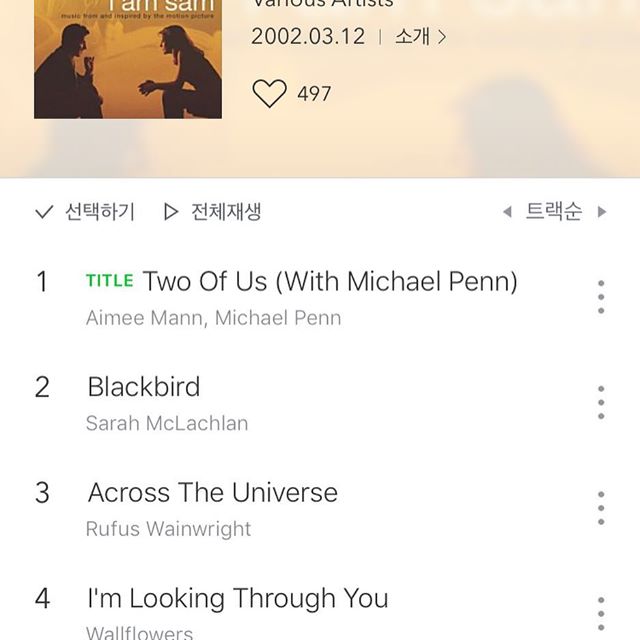 i am sam
music from and inspired by the motion picture
Various Artists
2002.03.12 | 소개 >
497
선택하기 전체재생 트랙순
1 TITLE Two Of Us (With Michael Penn)
Aimee Mann, Michael Penn
2 Blackbird
Sarah McLachlan
3 Across The Universe
Rufus Wainwright
4 I'm Looking Through You
Wallflowers